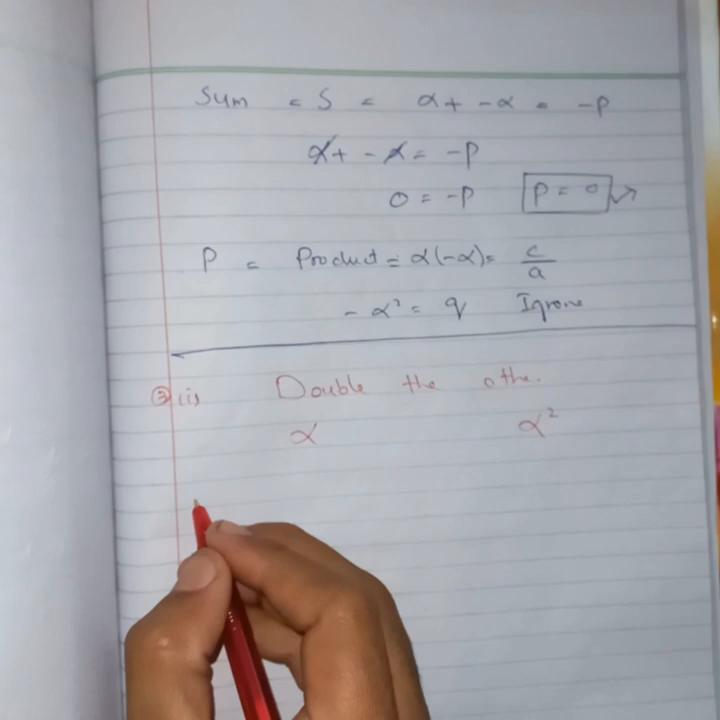 Sum = S = α + - α = -P
α + - α = -P
0 = -P P = 0
P = Product = α(-α) = c/a
- α² = q Ignore
③ (i) Double the othe.
α α²